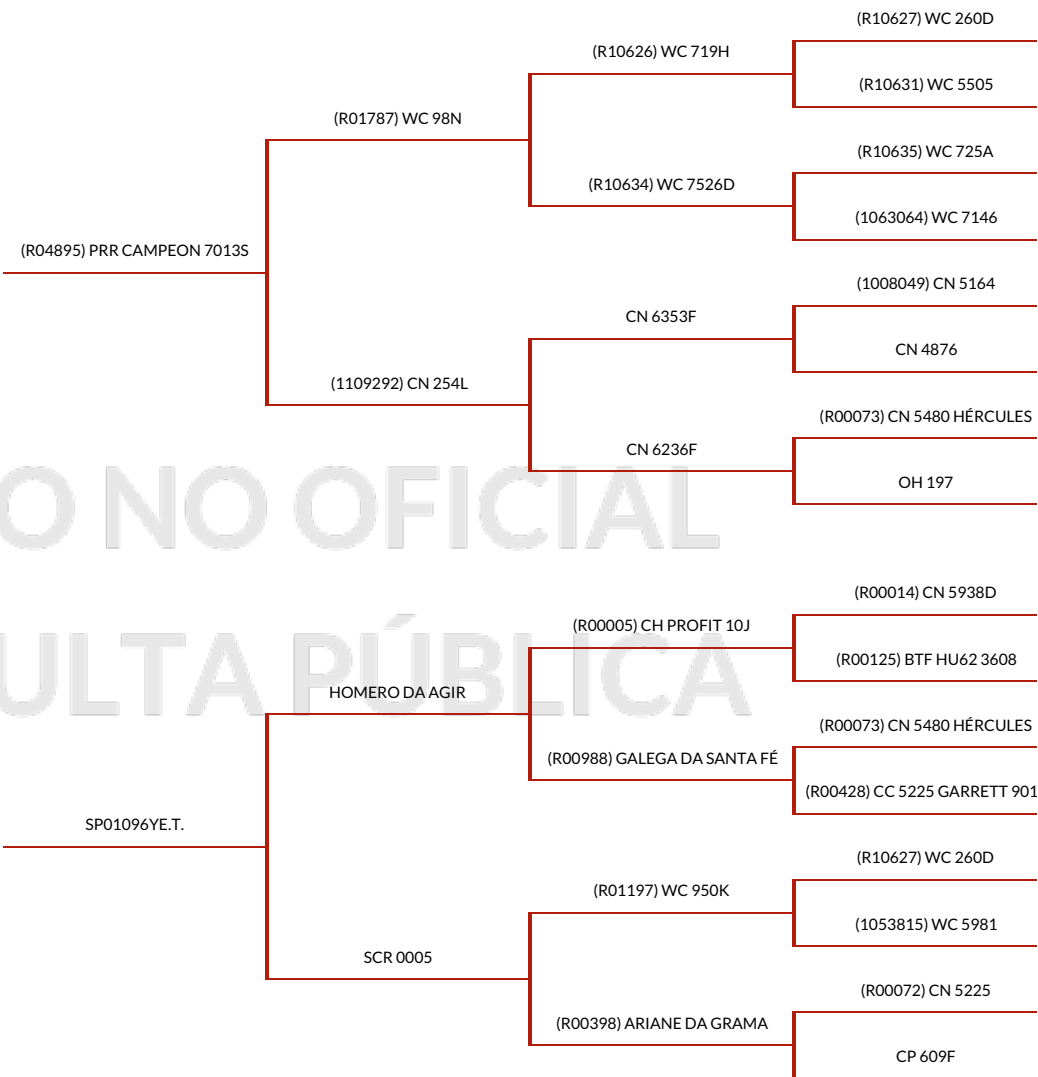 (R10627) WC 260D
(R10626) WC 719H
(R10631) WC 5505
(R01787) WC 98N
(R10635) WC 725A
(R10634) WC 7526D
(1063064) WC 7146
(R04895) PRR CAMPEON 7013S
(1008049) CN 5164
CN 6353F
CN 4876
(1109292) CN 254L
(R00073) CN 5480 HÉRCULES
CN 6236F
OH 197
O NO OFICIAL
(R00014) CN 5938D
(R00005) CH PROFIT 10J
(R00125) BTF HU62 3608
ULTA PÚBLICA
HOMERO DA AGIR
(R00073) CN 5480 HÉRCULES
(R00988) GALEGA DA SANTA FÉ
(R00428) CC 5225 GARRETT 901
SP01096YE.T.
(R10627) WC 260D
(R01197) WC 950K
(1053815) WC 5981
SCR 0005
(R00072) CN 5225
(R00398) ARIANE DA GRAMA
CP 609F